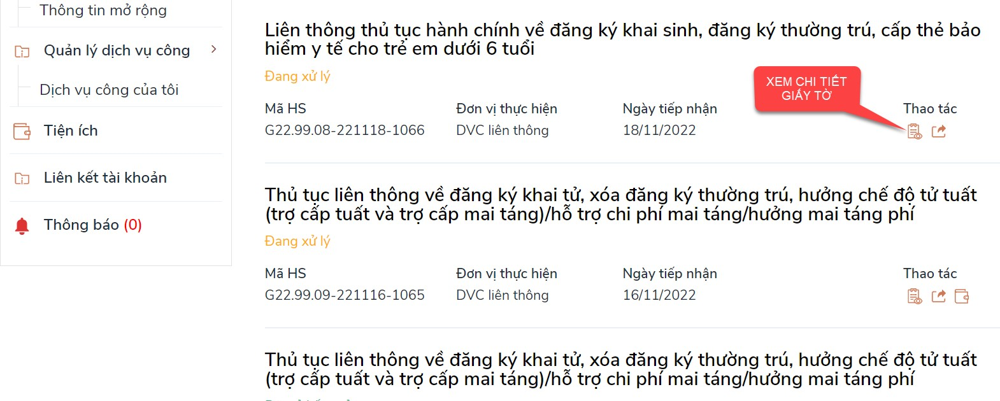 Thông tin mở rộng
Quản lý dịch vụ công
Dịch vụ công của tôi
Tiện ích
Liên kết tài khoản
Thông báo (0)
Liên thông thủ tục hành chính về đăng ký khai sinh, đăng ký thường trú, cấp thẻ bảo
hiểm y tế cho trẻ em dưới 6 tuổi
Đang xử lý
XEM CHI TIẾT
GIẤY TỜ
Mã HS Đơn vị thực hiện Ngày tiếp nhận Thao tác
G22.99.08-221118-1066 DVC liên thông 18/11/2022
Thủ tục liên thông về đăng ký khai tử, xóa đăng ký thường trú, hưởng chế độ tử tuất
(trợ cấp tuất và trợ cấp mai táng)/hỗ trợ chi phí mai táng/hưởng mai táng phí
Đang xử lý
Mã HS Đơn vị thực hiện Ngày tiếp nhận Thao tác
G22.99.09-221116-1065 DVC liên thông 16/11/2022
Thủ tục liên thông về đăng ký khai tử, xóa đăng ký thường trú, hưởng chế độ tử tuất
(trợ cấp tuất và trợ cấp mai táng)/hỗ trợ chi phí mai táng/hưởng mai táng phí